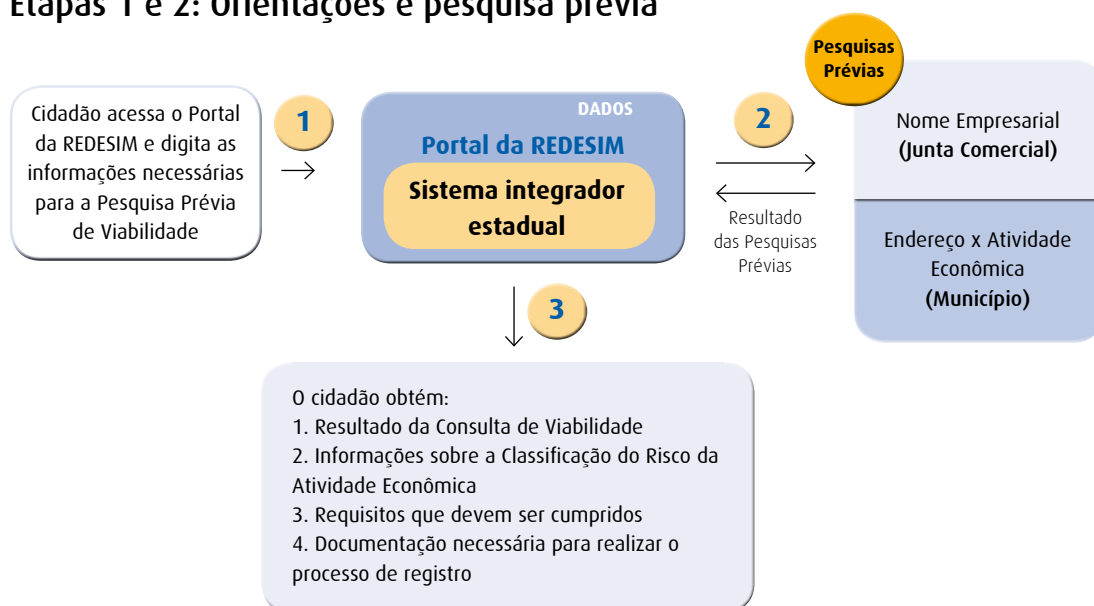 Etapas 1 e 2: Orientações e pesquisa prévia
Cidadão acessa o Portal
da REDESIM e digita as
informações necessárias
para a Pesquisa Prévia
de Viabilidade
1
DADOS
Portal da REDESIM
Sistema integrador
estadual
2
Resultado
das Pesquisas
Prévias
Pesquisas
Prévias
Nome Empresarial
(Junta Comercial)
Endereço x Atividade
Econômica
(Município)
3
O cidadão obtém:
1. Resultado da Consulta de Viabilidade
2. Informações sobre a Classificação do Risco da
Atividade Econômica
3. Requisitos que devem ser cumpridos
4. Documentação necessária para realizar o
processo de registro